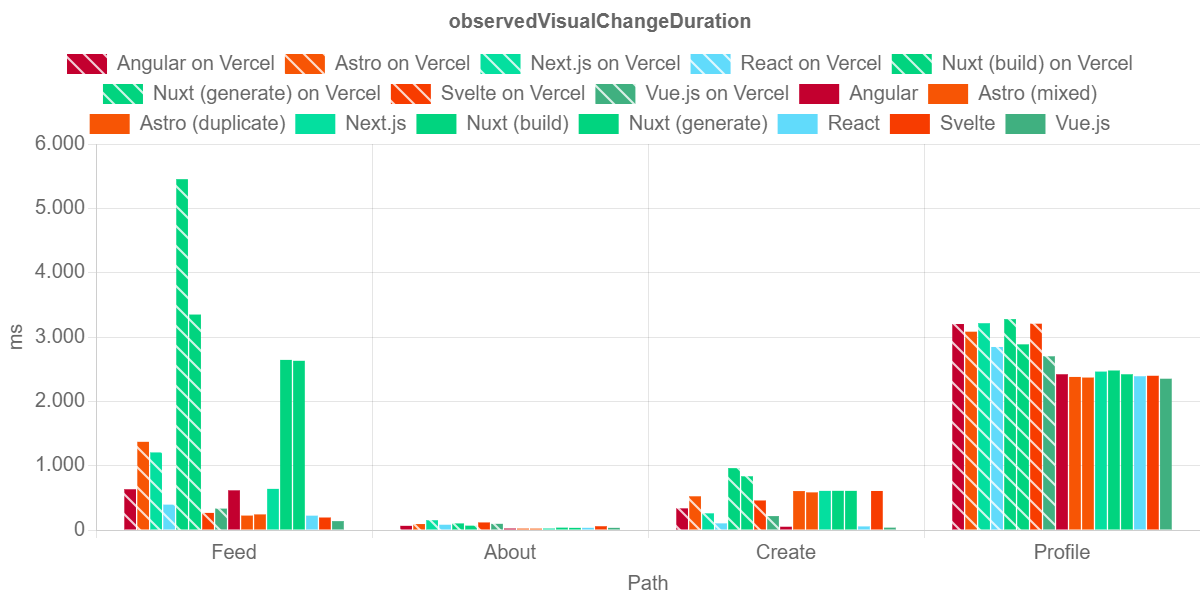 observedVisualChangeDuration
Angular on Vercel Astro on Vercel Next.js on Vercel React on Vercel Nuxt (build) on Vercel
Nuxt (generate) on Vercel Svelte on Vercel Vue.js on Vercel Angular Astro (mixed)
Astro (duplicate) Next.js Nuxt (build) Nuxt (generate) React Svelte Vue.js
6.000
5.000
4.000
3.000
2.000
1.000
0
ms
Feed About Create Profile
Path